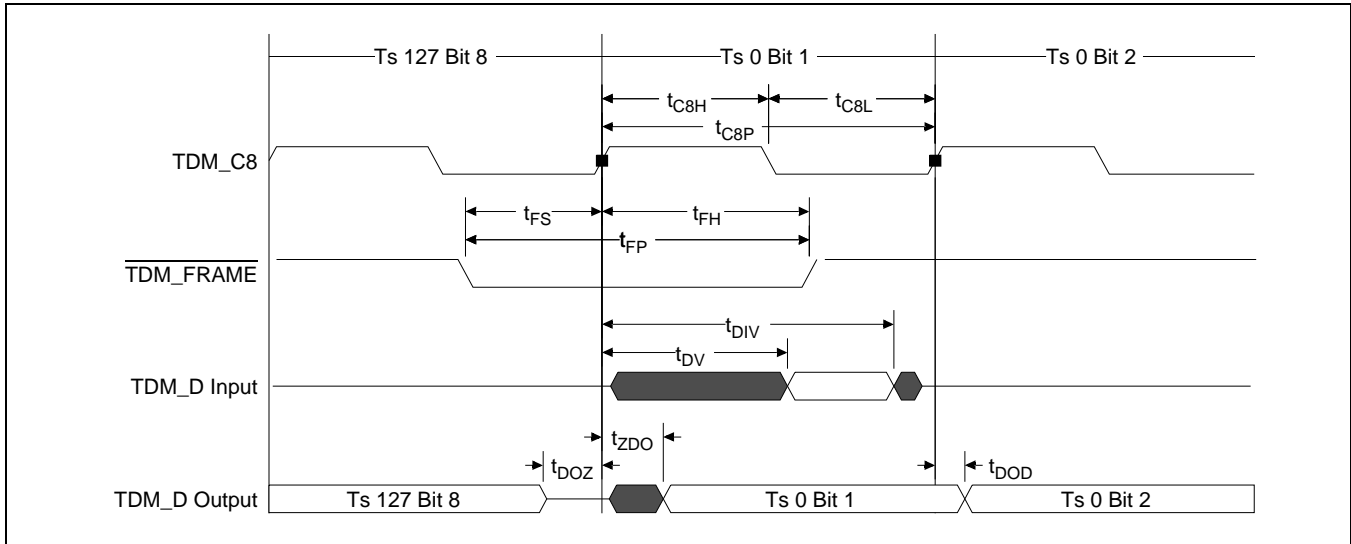 Ts 127 Bit 8 Ts 0 Bit 1 Ts 0 Bit 2
tC8H tC8L
tC8P
TDM_C8
tFS tFH
tFP
TDM_FRAME
tDIV
tDV
TDM_D Input
tZDO
tDOZ tDOD
TDM_D Output Ts 127 Bit 8 Ts 0 Bit 1 Ts 0 Bit 2